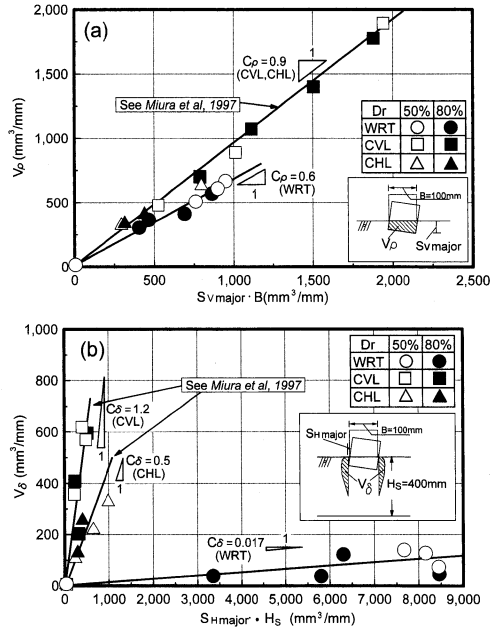 (a)
2,000
1,500
1,000
500
0
Vρ (mm³/mm)
Cρ=0.9
(CVL,CHL)
1
See Miura et al, 1997
Cρ=0.6
(WRT)
1
Dr 50% 80%
WRT
CVL
CHL
B=100mm
Vρ
Sv major
0 500 1,000 1,500 2,000 2,500
Sv major · B(mm³/mm)
(b)
1,000
800
600
400
200
0
Vδ (mm³/mm)
See Miura et al, 1997
Cδ=1.2
(CVL)
1
Cδ=0.5
(CHL)
1
Cδ=0.017
(WRT)
1
Dr 50% 80%
WRT
CVL
CHL
SH major
B=100mm
Vδ
HS=400mm
0 1,000 2,000 3,000 4,000 5,000 6,000 7,000 8,000 9,000
SH major · HS (mm³/mm)